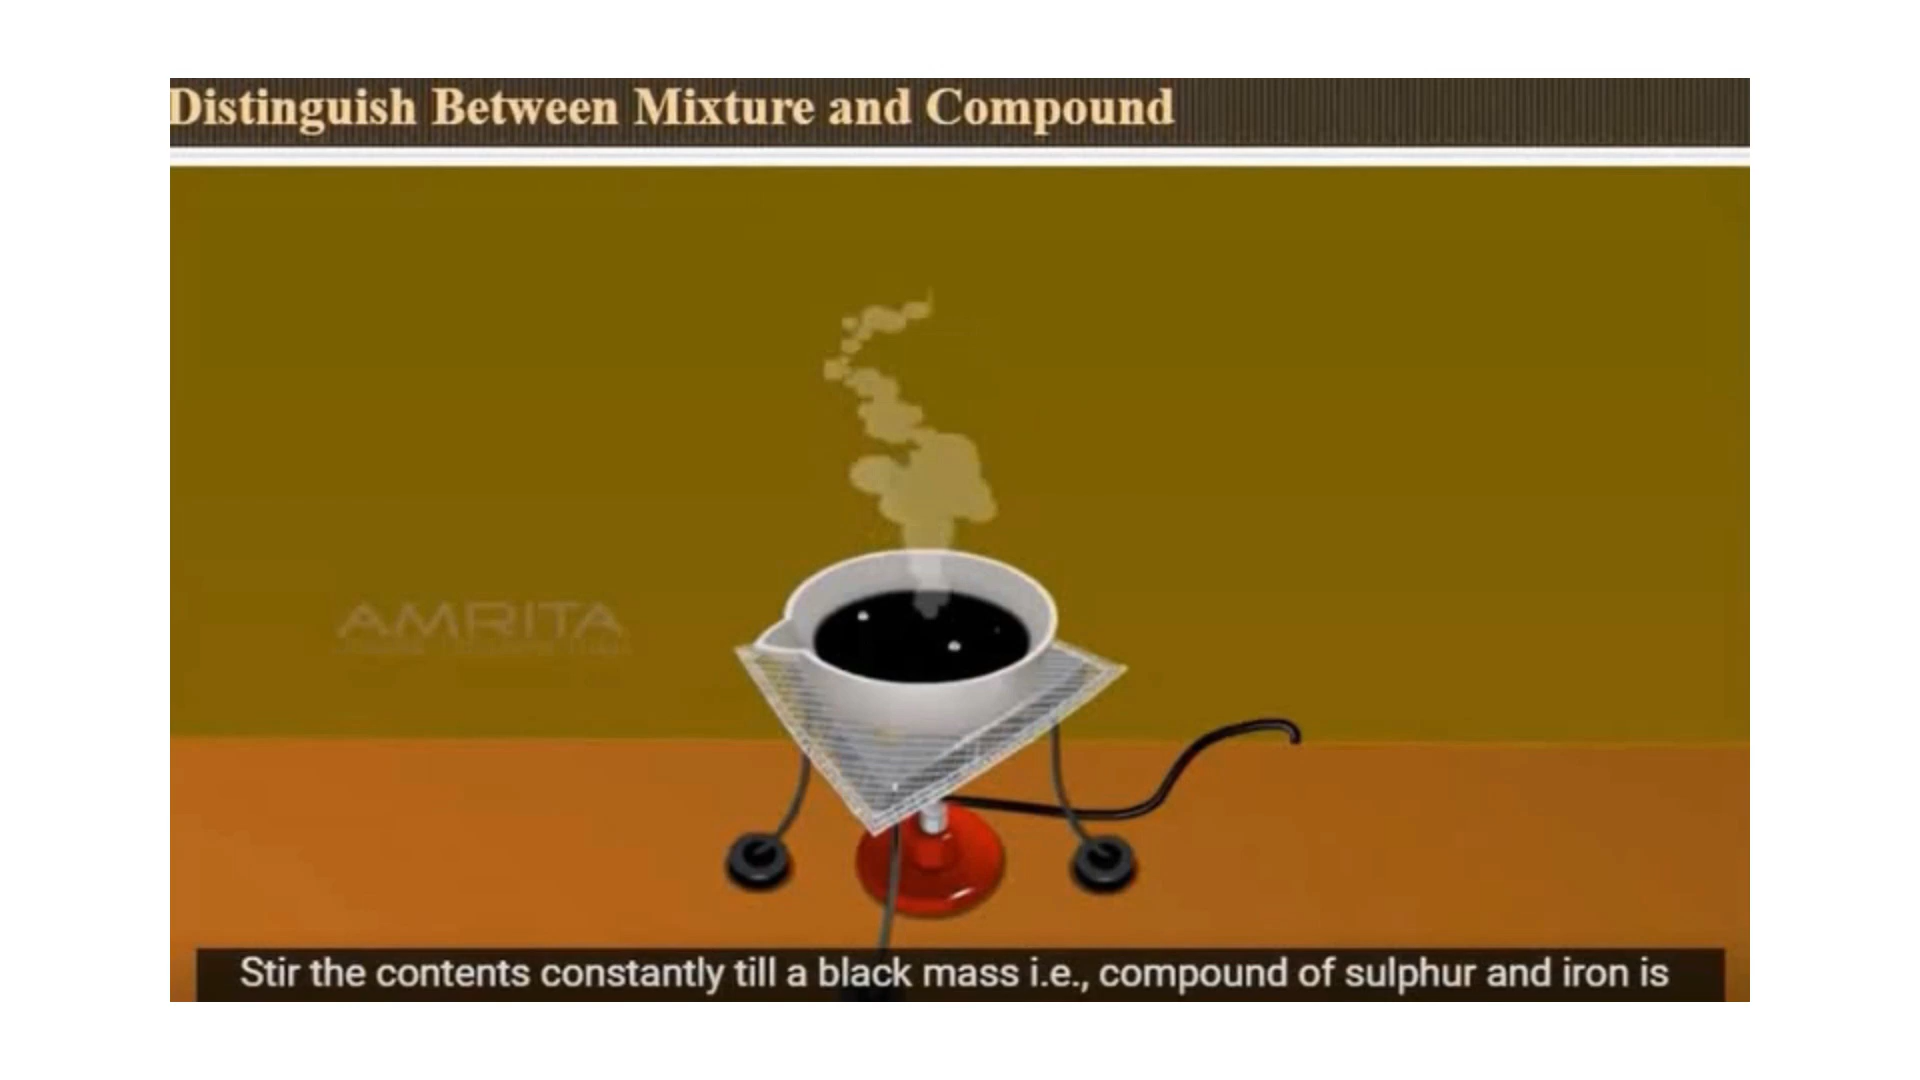 Distinguish Between Mixture and Compound
AMRITA
Stir the contents constantly till a black mass i.e., compound of sulphur and iron is